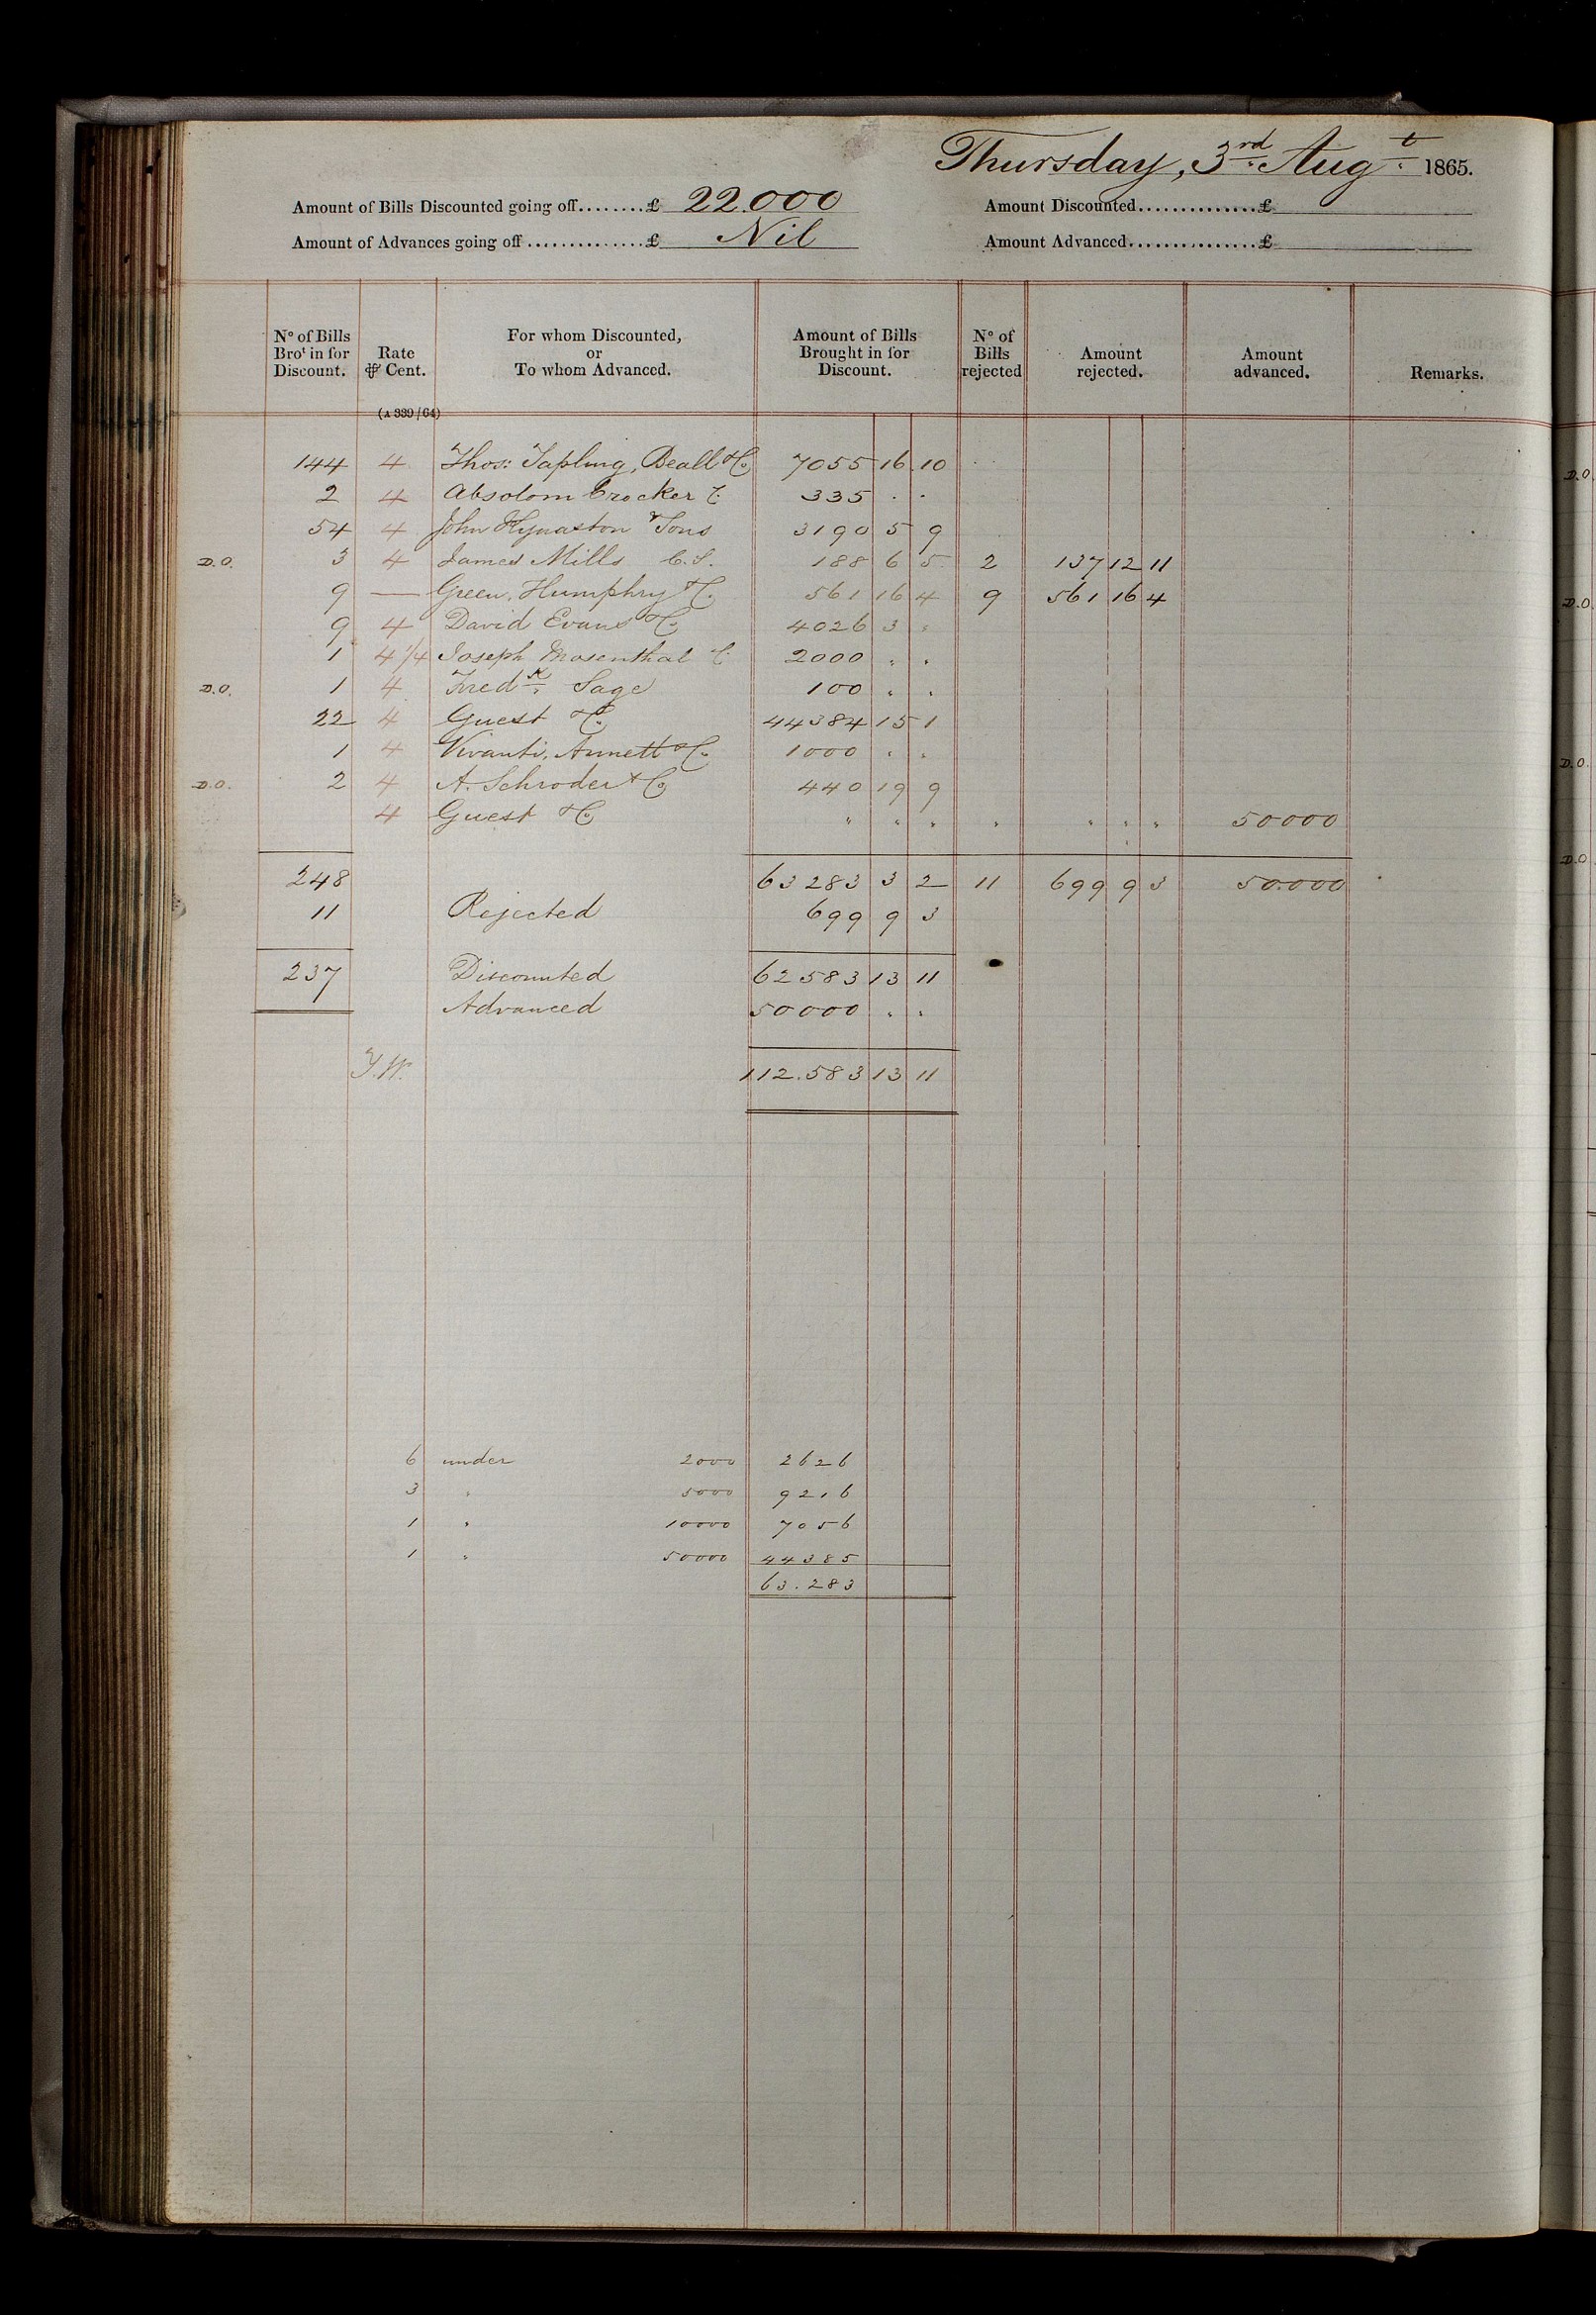 Thursday, 3rd Augt 1865.
Amount of Bills Discounted going off........£ 22.000 Amount Discounted..............£
Amount of Advances going off..............£ Nil Amount Advanced...............£
No of Bills Brot in for Discount. Rate ⅌ Cent. For whom Discounted, or To whom Advanced. Amount of Bills Brought in for Discount. No of Bills rejected Amount rejected. Amount advanced. Remarks.
(A 339/64)
144 4 Thos: Tapling, Beall & Co 7055 16 10
2 4 Absolom Crocker 335 . .
54 4 John Kynaston & Sons 3190 5 9
D.O. 3 4 James Mills C.S. 188 6 5 2 137 12 11
9 — Green, Humphry & Co 561 16 4 9 561 16 4
9 4 David Evans & Co 4026 3 "
1 4 1/4 Joseph Mosenthal 2000 " "
D.O. 1 4 Fredk Sage 100 " "
22 4 Guest & Co 44384 15 1
1 4 Vivanti, Annett & Co 1000 " "
D.O. 2 4 A. Schroder & Co 440 19 9
4 Guest & Co " " " " " " " 50000
248 63283 3 2 11 699 9 3 50.000
11 Rejected 699 9 3
237 Discounted 62583 13 11
Advanced 50000 " "
112.583 13 11
6 under 2000 2626
3 " 5000 9216
1 " 10000 7056
1 " 50000 44385
63.283
D.O.
D.O.
D.O.
D.O.